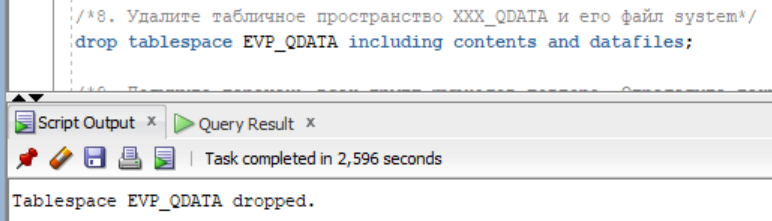 /*8. Удалите табличное пространство XXX_QDATA и его файл system*/
drop tablespace EVP_QDATA including contents and datafiles;
Script Output x
Query Result x
Task completed in 2,596 seconds
Tablespace EVP_QDATA dropped.